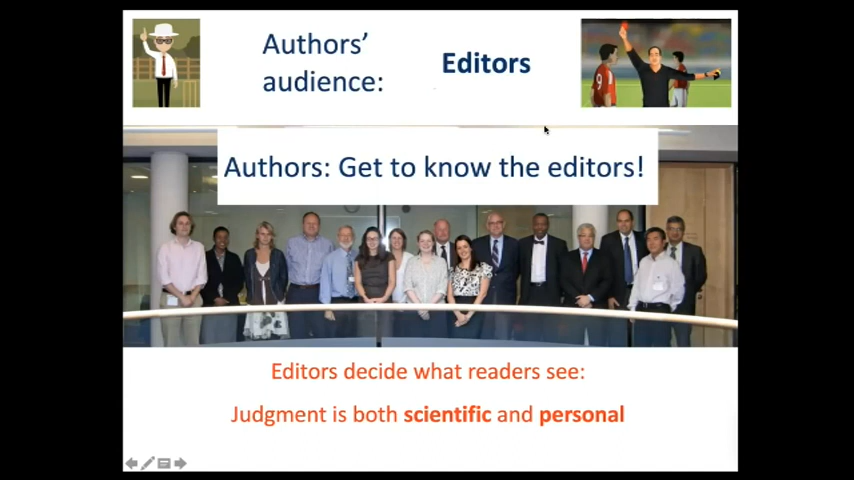 Authors'
audience:
Editors
9
Authors: Get to know the editors!
Editors decide what readers see:
Judgment is both scientific and personal